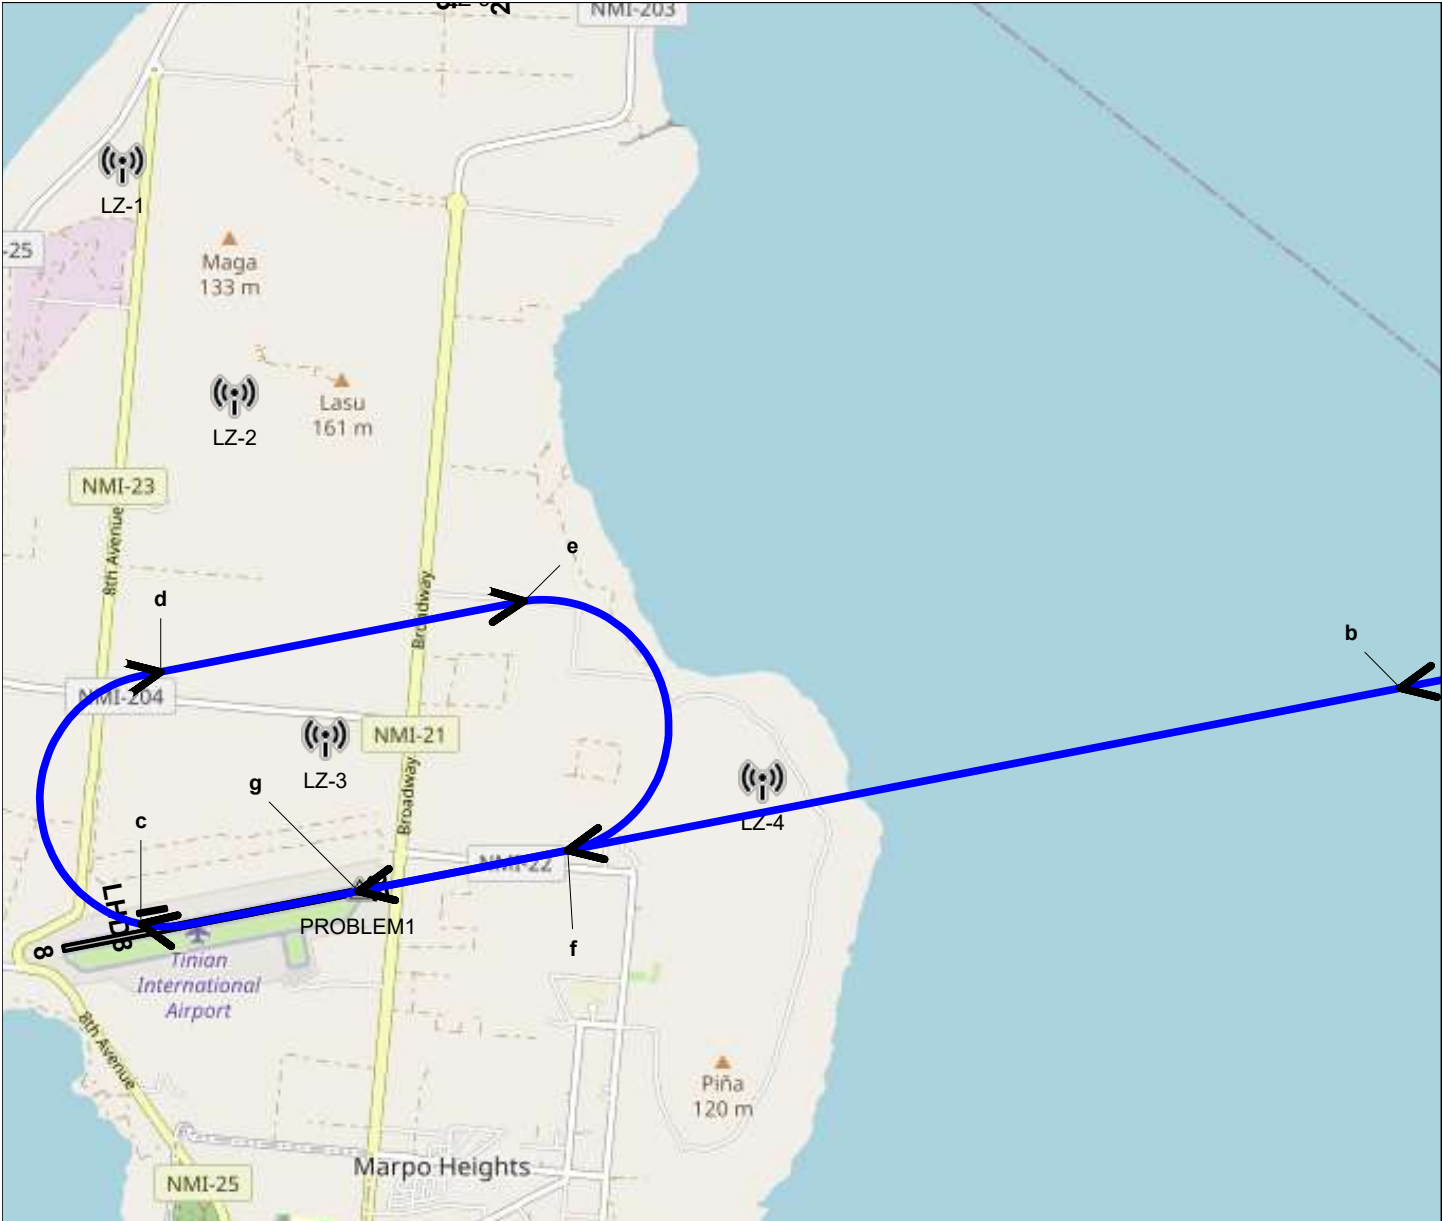 NMI-203
LZ-1
-25
Maga
133 m
Lasu
161 m
LZ-2
NMI-23
8th Avenue
e
d
Broadway
b
NMI-204
NMI-21
LZ-3
g
LZ-4
Broadway
c
NMI-22
LHD8
PROBLEM1
8
f
Tinian
International
Airport
8th Avenue
Piña
120 m
Marpo Heights
NMI-25